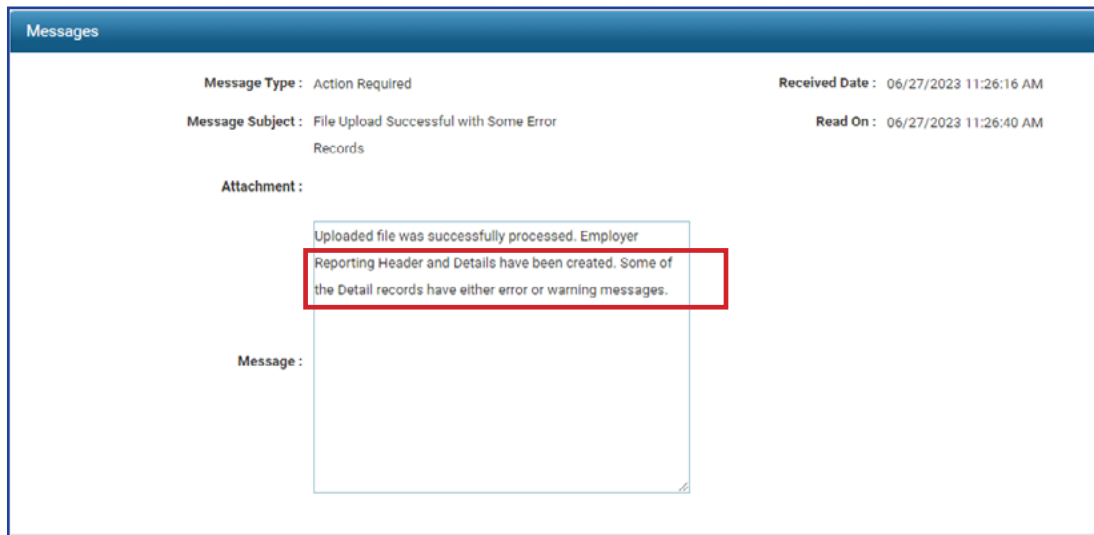 Messages
Message Type : Action Required
Received Date : 06/27/2023 11:26:16 AM
Message Subject : File Upload Successful with Some Error
Records
Read On : 06/27/2023 11:26:40 AM
Attachment :
Uploaded file was successfully processed. Employer
Reporting Header and Details have been created. Some of
the Detail records have either error or warning messages.
Message :